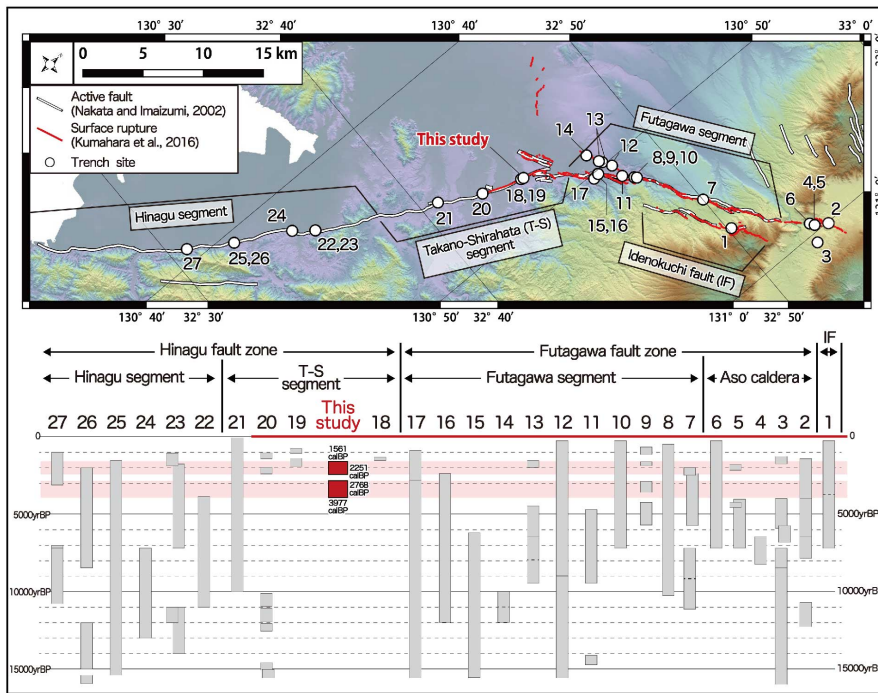 130° 30′ 32° 40′ 130° 40′ 32° 50′ 130° 50′ 33° 0′
0 5 10 15 km
Active fault
(Nakata and Imaizumi, 2002)
Surface rupture
(Kumahara et al., 2016)
Trench site
This study
Futagawa segment
13
14
12
8,9,10
7
6
4,5
2
3
1
11
15,16
17
18,19
20
21
22,23
24
25,26
27
Hinagu segment
Takano-Shirahata (T-S)
segment
Idenokuchi fault (IF)
130° 40′ 32° 30′ 130° 50′ 32° 40′ 131° 0′ 32° 50′
Hinagu fault zone Futagawa fault zone IF
Hinagu segment T-S
segment Futagawa segment Aso caldera
27 26 25 24 23 22 21 20 19 This
study 18 17 16 15 14 13 12 11 10 9 8 7 6 5 4 3 2 1
0 0
1561
calBP
2251
calBP
2768
calBP
3977
calBP
5000yrBP 5000yrBP
10000yrBP 10000yrBP
15000yrBP 15000yrBP